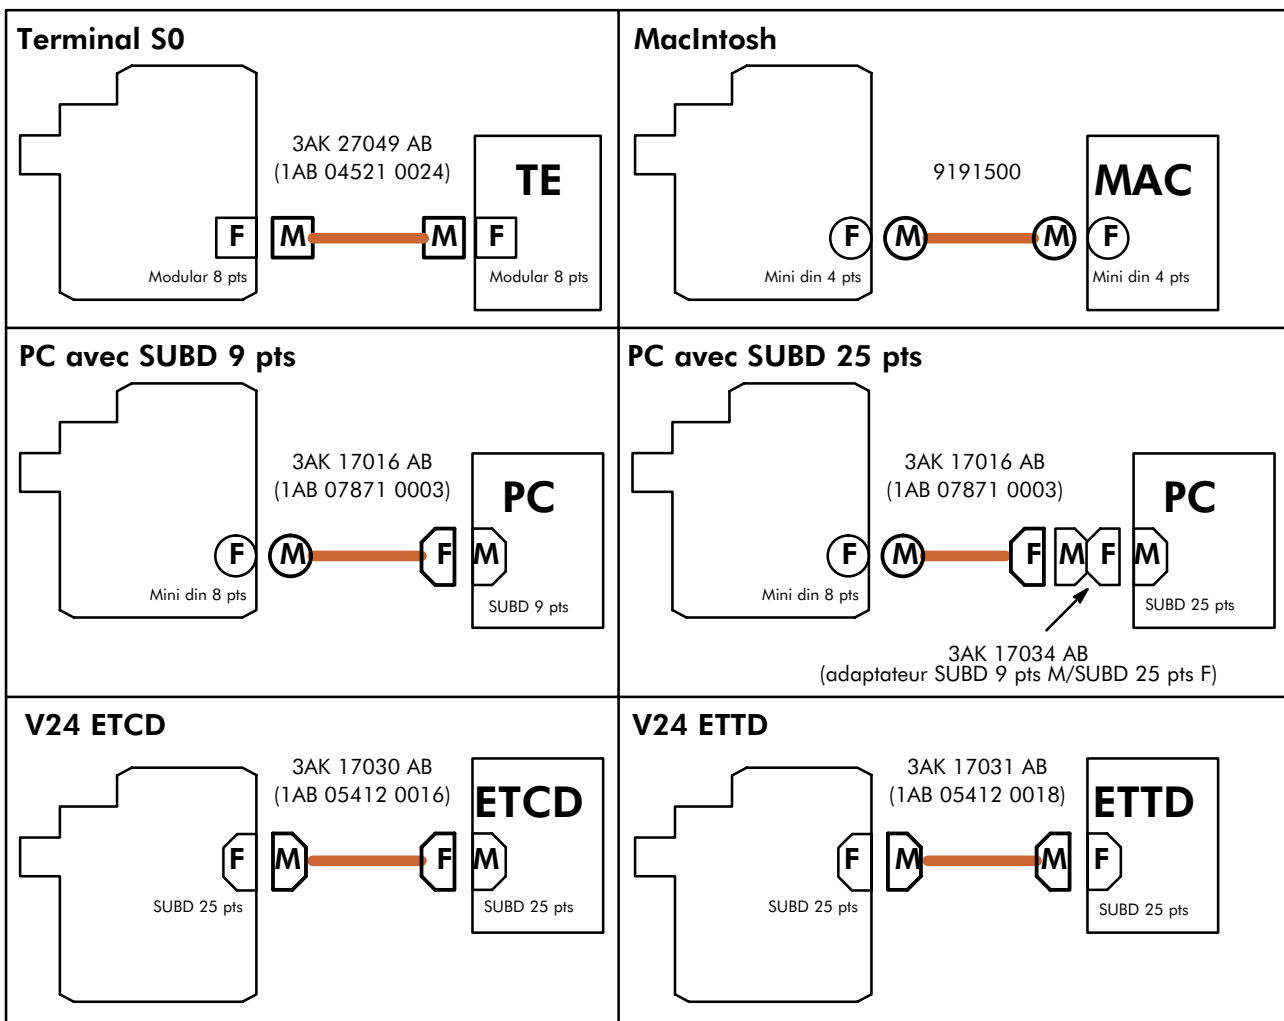 Terminal S0
3AK 27049 AB
(1AB 04521 0024)
TE
F M M F
Modular 8 pts
Modular 8 pts
MacIntosh
9191500
MAC
F M M F
Mini din 4 pts
Mini din 4 pts
PC avec SUBD 9 pts
3AK 17016 AB
(1AB 07871 0003)
PC
F M F M
Mini din 8 pts
SUBD 9 pts
PC avec SUBD 25 pts
3AK 17016 AB
(1AB 07871 0003)
PC
F M F M F M
Mini din 8 pts
SUBD 25 pts
3AK 17034 AB
(adaptateur SUBD 9 pts M/SUBD 25 pts F)
V24 ETCD
3AK 17030 AB
(1AB 05412 0016)
ETCD
F M F M
SUBD 25 pts
SUBD 25 pts
V24 ETTD
3AK 17031 AB
(1AB 05412 0018)
ETTD
F M M F
SUBD 25 pts
SUBD 25 pts